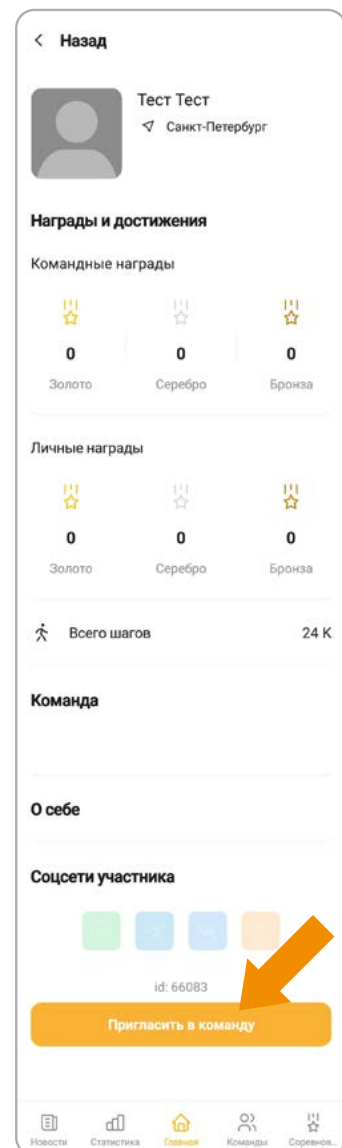 Назад
Тест Тест
Санкт-Петербург
Награды и достижения
Командные награды
0 0 0
Золото Серебро Бронза
Личные награды
0 0 0
Золото Серебро Бронза
Всего шагов 24 K
Команда
О себе
Соцсети участника
id: 66083
Пригласить в команду
Новости Статистика Главная Команды Соревнов...